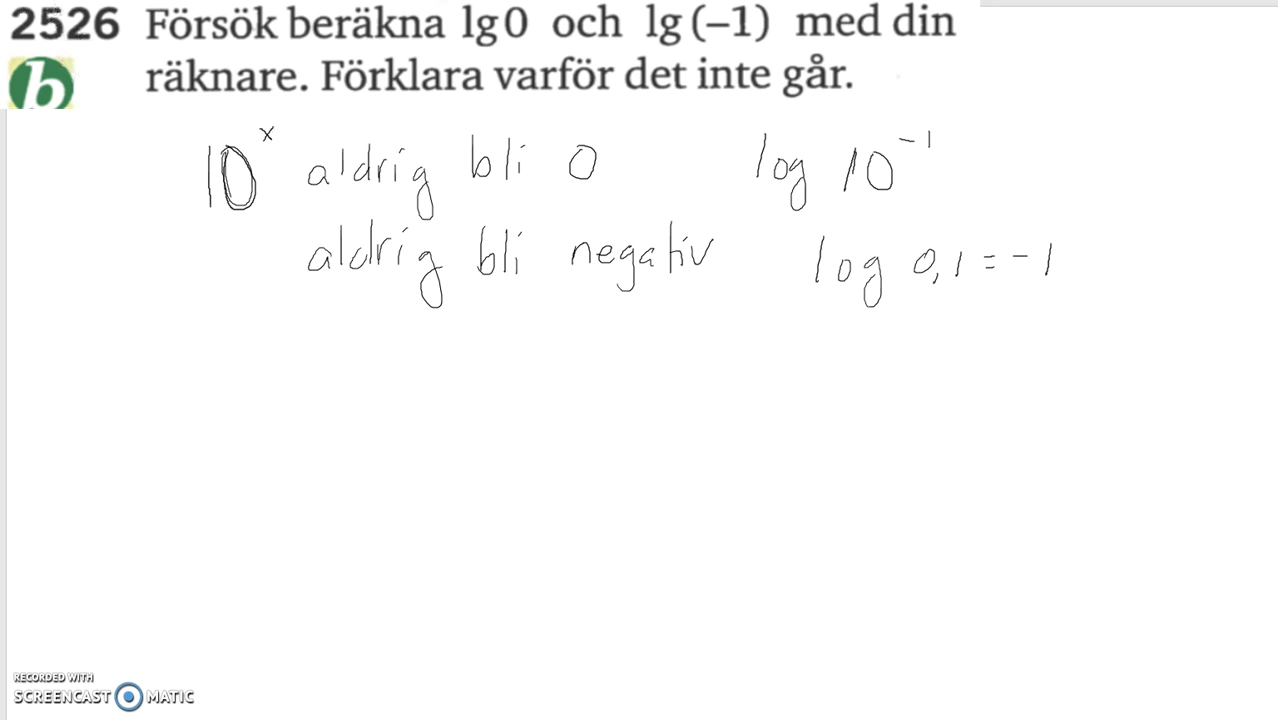 2526 Försök beräkna lg 0 och lg (–1) med din
b räknare. Förklara varför det inte går.
10^x aldrig bli 0
aldrig bli negativ
log 10^-1
log 0,1 = -1
RECORDED WITH
SCREENCAST MATIC